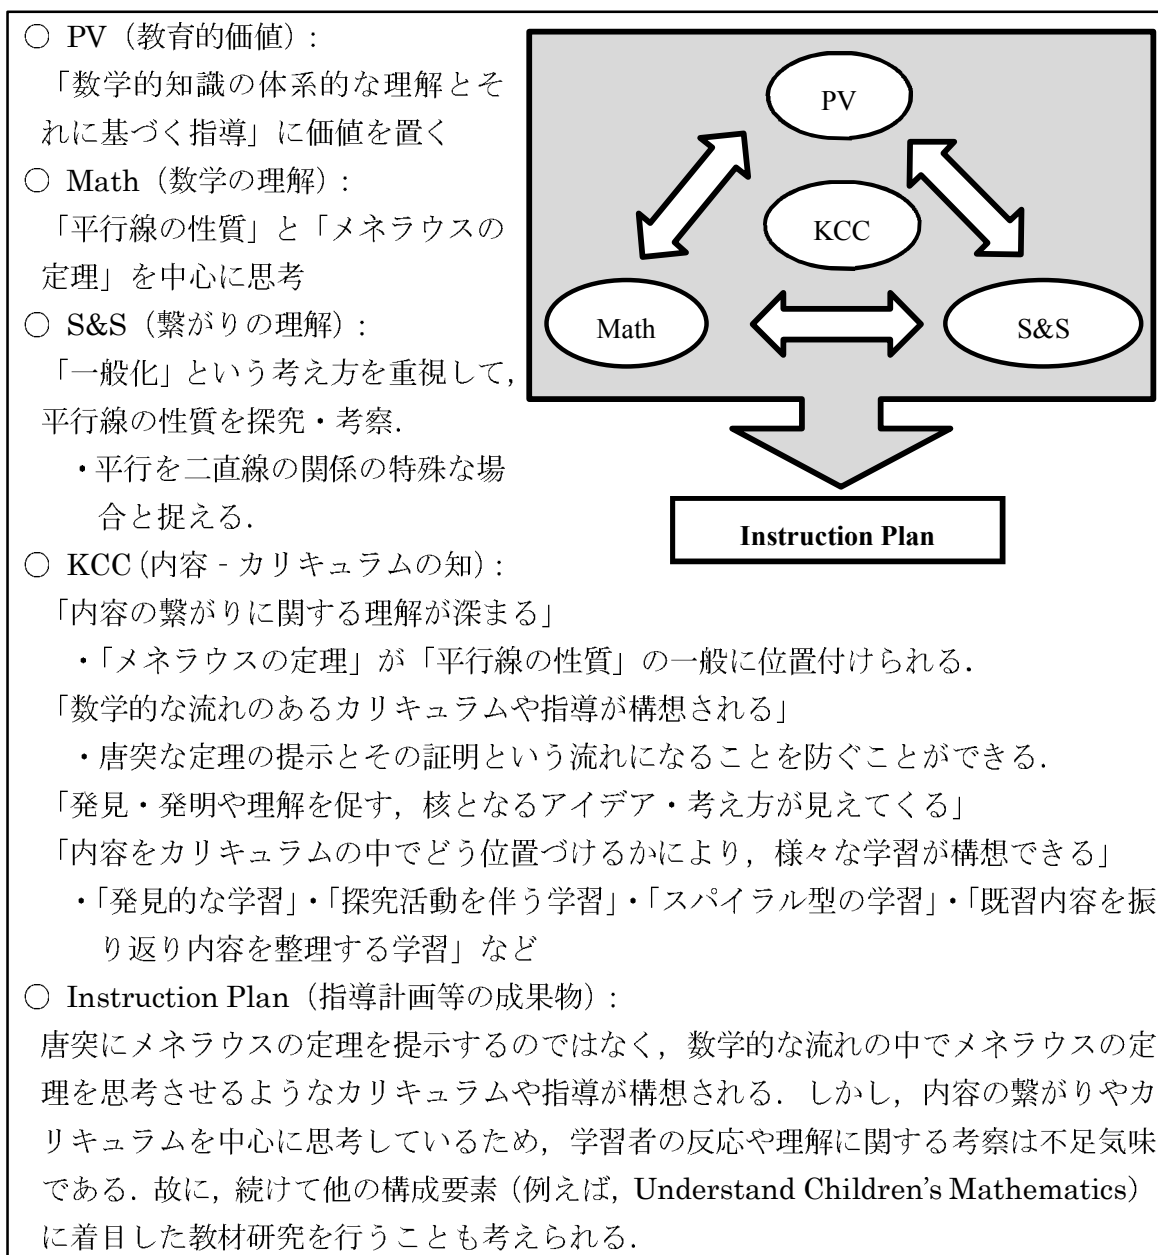 ○ PV（教育的価値）:
「数学的知識の体系的な理解とそ
れに基づく指導」に価値を置く
○ Math（数学の理解）:
「平行線の性質」と「メネラウスの
定理」を中心に思考
○ S&S（繋がりの理解）:
「一般化」という考え方を重視して，
平行線の性質を探究・考察．
・平行を二直線の関係の特殊な場
合と捉える．
PV
KCC
Math
S&S
Instruction Plan
○ KCC（内容‐カリキュラムの知）:
「内容の繋がりに関する理解が深まる」
・「メネラウスの定理」が「平行線の性質」の一般に位置付けられる．
「数学的な流れのあるカリキュラムや指導が構想される」
・唐突な定理の提示とその証明という流れになることを防ぐことができる．
「発見・発明や理解を促す，核となるアイデア・考え方が見えてくる」
「内容をカリキュラムの中でどう位置づけるかにより，様々な学習が構想できる」
・「発見的な学習」・「探究活動を伴う学習」・「スパイラル型の学習」・「既習内容を振
り返り内容を整理する学習」など
○ Instruction Plan（指導計画等の成果物）:
唐突にメネラウスの定理を提示するのではなく，数学的な流れの中でメネラウスの定
理を思考させるようなカリキュラムや指導が構想される．しかし，内容の繋がりやカ
リキュラムを中心に思考しているため，学習者の反応や理解に関する考察は不足気味
である．故に，続けて他の構成要素（例えば，Understand Children's Mathematics）
に着目した教材研究を行うことも考えられる．